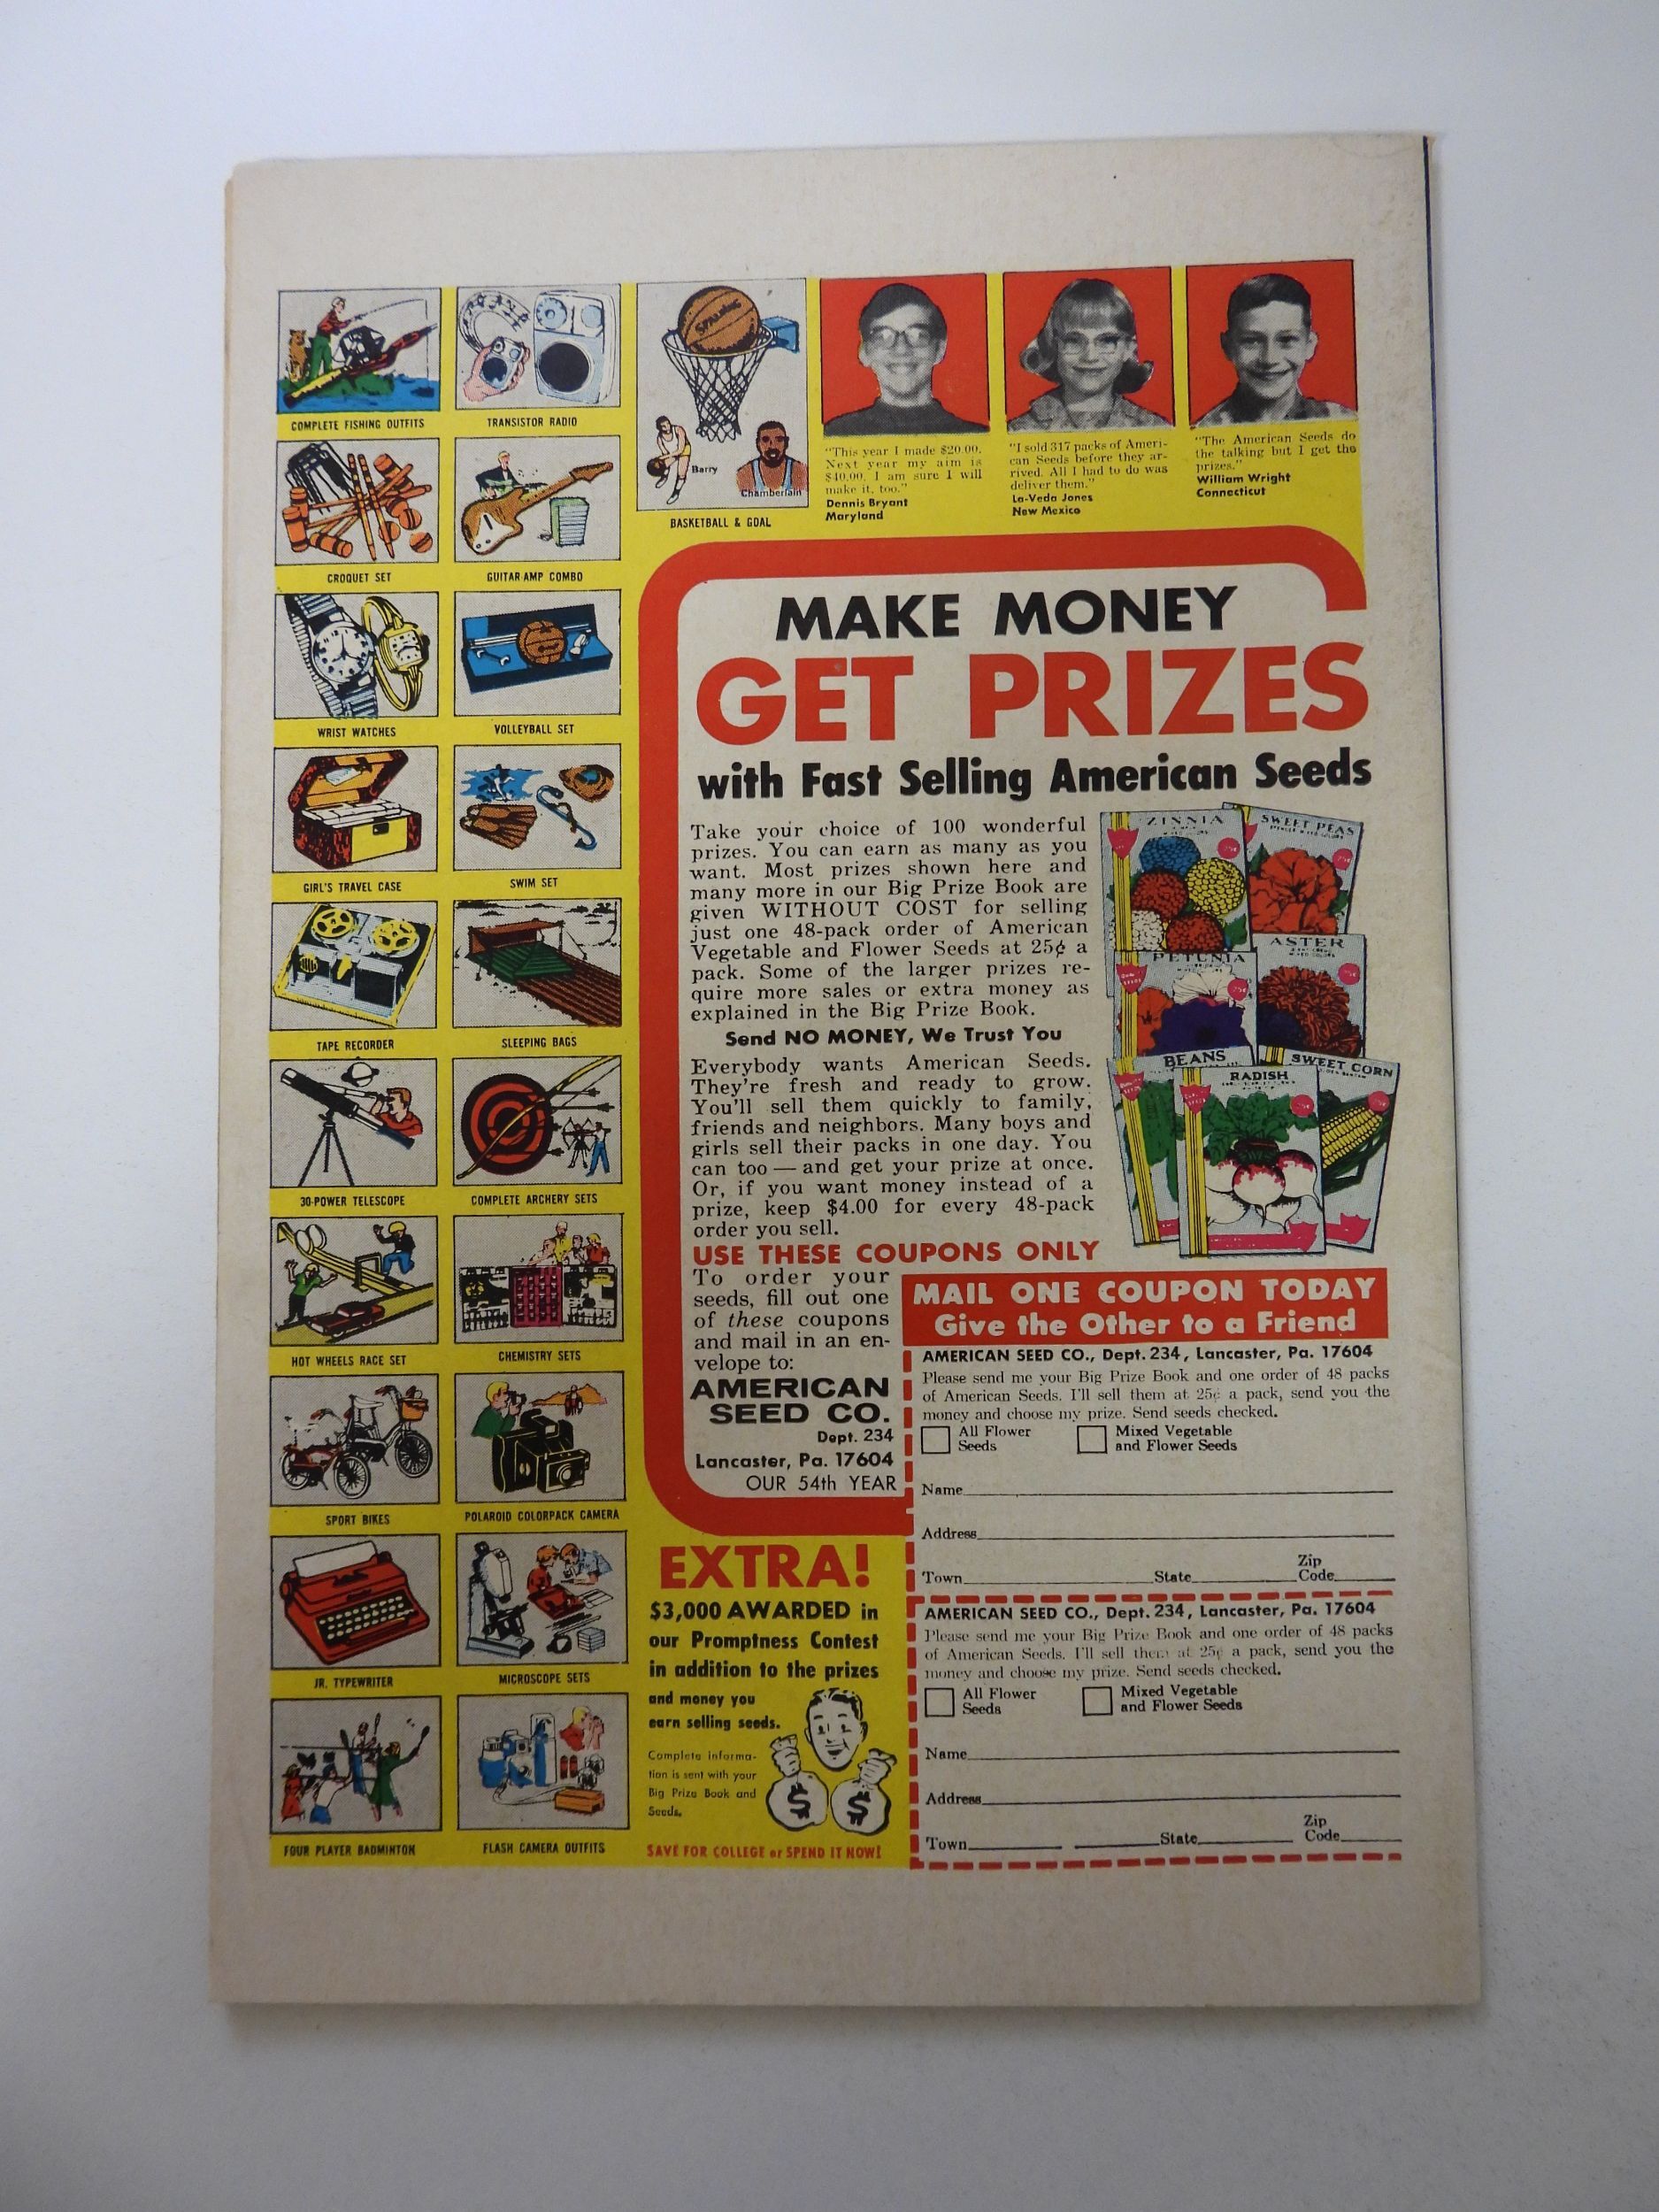 COMPLETE FISHING OUTFITS
TRANSISTOR RADIO
SPALDING
Barry
Chamberlain
BASKETBALL & GOAL
CROQUET SET
GUITAR-AMP COMBO
WRIST WATCHES
VOLLEYBALL SET
GIRL'S TRAVEL CASE
SWIM SET
TAPE RECORDER
SLEEPING BAGS
30-POWER TELESCOPE
COMPLETE ARCHERY SETS
HOT WHEELS RACE SET
CHEMISTRY SETS
SPORT BIKES
POLAROID COLORPACK CAMERA
JR. TYPEWRITER
MICROSCOPE SETS
FOUR PLAYER BADMINTON
FLASH CAMERA OUTFITS
"This year I made $20.00.
Next year my aim is
$40.00. I am sure I will
make it, too."
Dennis Bryant
Maryland
"I sold 317 packs of Ameri-
can Seeds before they ar-
rived. All I had to do was
deliver them."
La-Veda Jones
New Mexico
"The American Seeds do
the talking but I get the
prizes."
William Wright
Connecticut
MAKE MONEY
GET PRIZES
with Fast Selling American Seeds
Take your choice of 100 wonderful
prizes. You can earn as many as you
want. Most prizes shown here and
many more in our Big Prize Book are
given WITHOUT COST for selling
just one 48-pack order of American
Vegetable and Flower Seeds at 25¢ a
pack. Some of the larger prizes re-
quire more sales or extra money as
explained in the Big Prize Book.
Send NO MONEY, We Trust You
Everybody wants American Seeds.
They're fresh and ready to grow.
You'll sell them quickly to family,
friends and neighbors. Many boys and
girls sell their packs in one day. You
can too — and get your prize at once.
Or, if you want money instead of a
prize, keep $4.00 for every 48-pack
order you sell.
ZINNIA
SWEET PEAS
ASTER
PETUNIA
BEANS
SWEET CORN
RADISH
USE THESE COUPONS ONLY
To order your
seeds, fill out one
of these coupons
and mail in an en-
velope to:
AMERICAN
SEED CO.
Dept. 234
Lancaster, Pa. 17604
OUR 54th YEAR
MAIL ONE COUPON TODAY
Give the Other to a Friend
AMERICAN SEED CO., Dept. 234, Lancaster, Pa. 17604
Please send me your Big Prize Book and one order of 48 packs
of American Seeds. I'll sell them at 25¢ a pack, send you the
money and choose my prize. Send seeds checked.
All Flower
Seeds
Mixed Vegetable
and Flower Seeds
Name
Address
Town State Zip Code
AMERICAN SEED CO., Dept. 234, Lancaster, Pa. 17604
Please send me your Big Prize Book and one order of 48 packs
of American Seeds. I'll sell them at 25¢ a pack, send you the
money and choose my prize. Send seeds checked.
All Flower
Seeds
Mixed Vegetable
and Flower Seeds
Name
Address
Town State Zip Code
EXTRA!
$3,000 AWARDED in
our Promptness Contest
in addition to the prizes
and money you
earn selling seeds.
Complete informa-
tion is sent with your
Big Prize Book and
Seeds.
$ $
SAVE FOR COLLEGE or SPEND IT NOW!